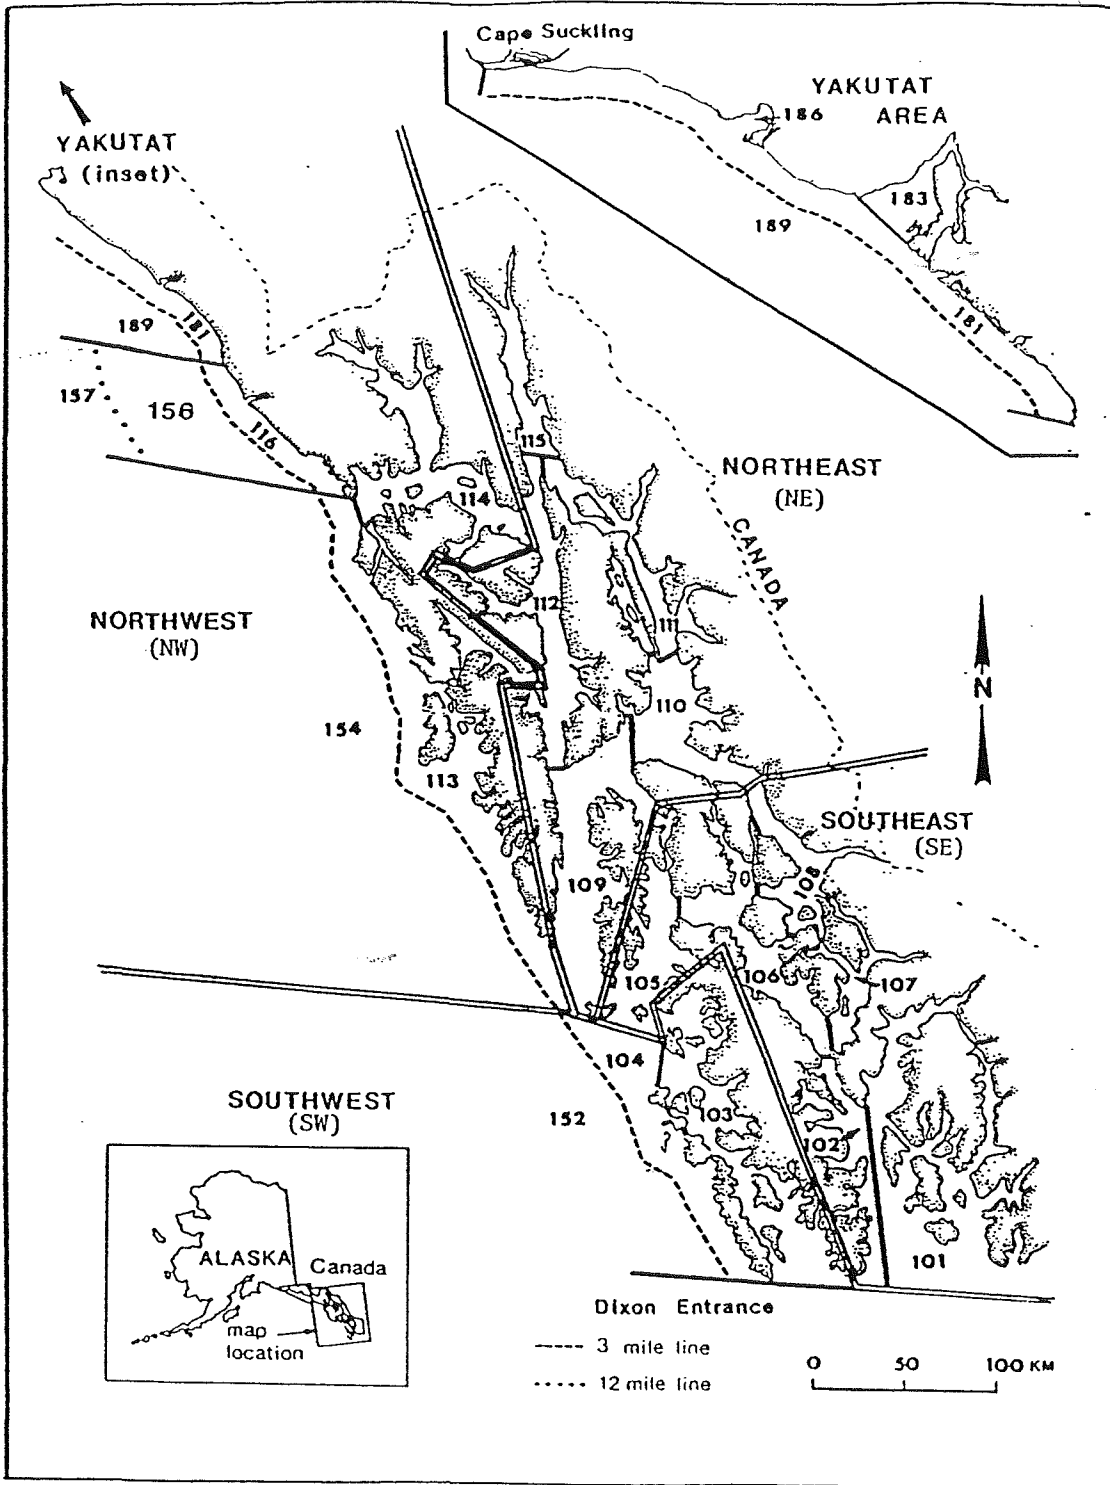 Cape Suckling
YAKUTAT
AREA
186
183
189
181
YAKUTAT
(inset)
189
181
157
156
116
115
114
NORTHEAST
(NE)
CANADA
112
111
NORTHWEST
(NW)
N
110
154
113
SOUTHEAST
(SE)
109
108
105
106
107
104
SOUTHWEST
(SW)
152
103
102
101
ALASKA
Canada
map
location
Dixon Entrance
3 mile line
12 mile line
0 50 100 KM